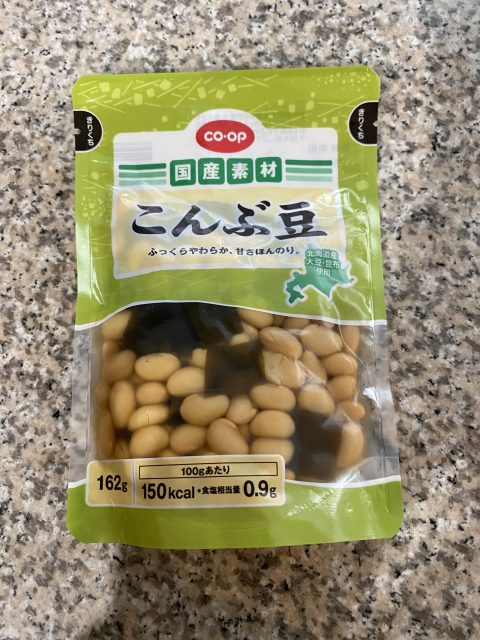 きりくち
きりくち
CO·OP
国産素材
こんぶ豆
ふっくらやわらか、甘さほんのり。
北海道産
大豆・昆布
使用
100gあたり
162g
150kcal・食塩相当量0.9g